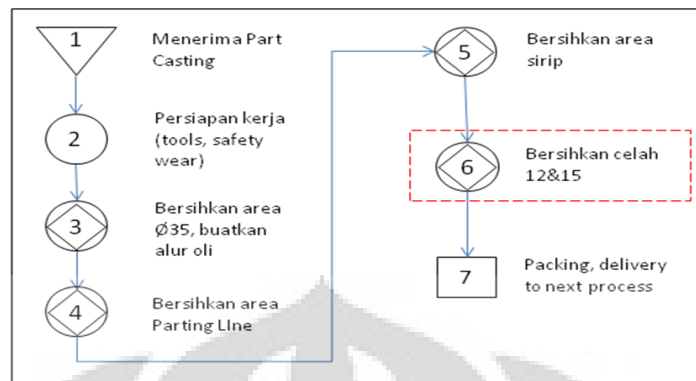 1
Menerima Part
Casting
2
Persiapan kerja
(tools, safety
wear)
3
Bersihkan area
Ø35, buatkan
alur oli
4
Bersihkan area
Parting LIne
5
Bersihkan area
sirip
6
Bersihkan celah
12&15
7
Packing, delivery
to next process